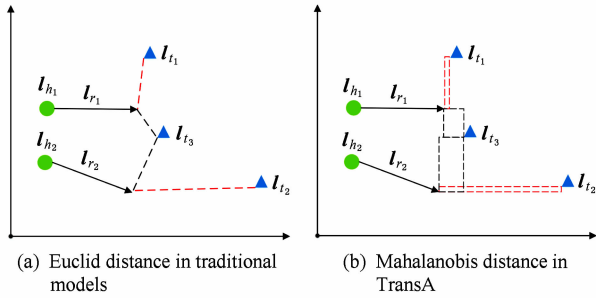 l_{t_1}
l_{h_1}
l_{r_1}
l_{h_2}
l_{t_3}
l_{r_2}
l_{t_2}
(a) Euclid distance in traditional
models
l_{t_1}
l_{h_1}
l_{r_1}
l_{h_2}
l_{t_3}
l_{r_2}
l_{t_2}
(b) Mahalanobis distance in
TransA